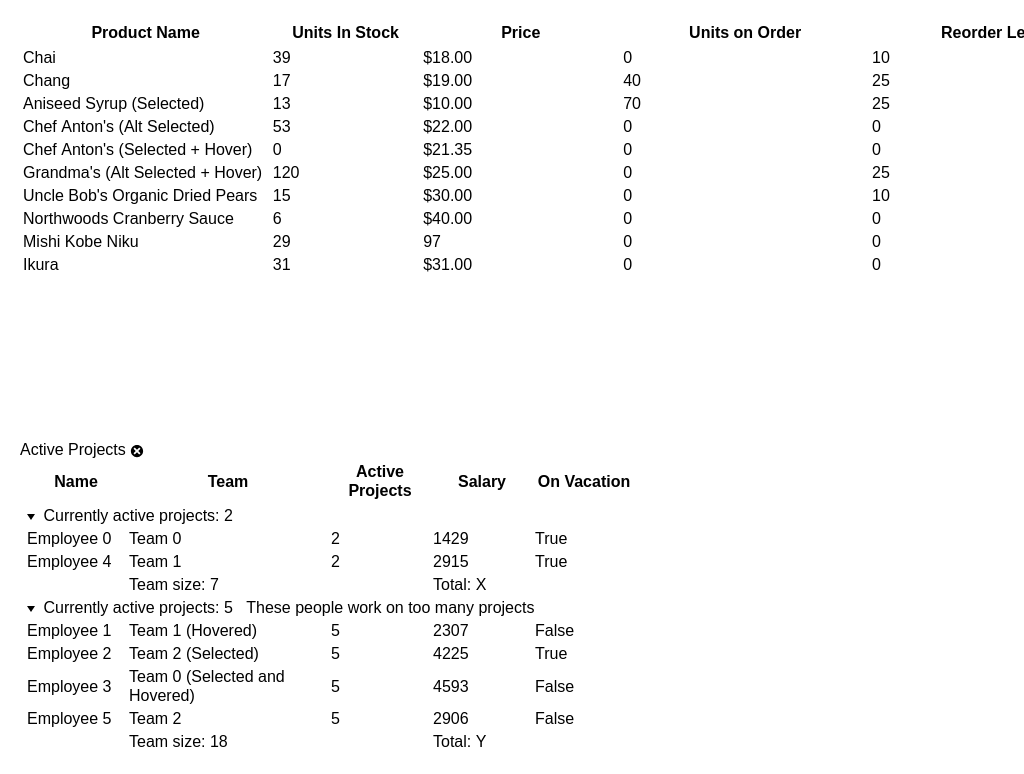 Product Name Units In Stock Price Units on Order Reorder Le
Chai 39 $18.00 0 10
Chang 17 $19.00 40 25
Aniseed Syrup (Selected) 13 $10.00 70 25
Chef Anton's (Alt Selected) 53 $22.00 0 0
Chef Anton's (Selected + Hover) 0 $21.35 0 0
Grandma's (Alt Selected + Hover) 120 $25.00 0 25
Uncle Bob's Organic Dried Pears 15 $30.00 0 10
Northwoods Cranberry Sauce 6 $40.00 0 0
Mishi Kobe Niku 29 97 0 0
Ikura 31 $31.00 0 0
Active Projects
Name Team Active Projects Salary On Vacation
Currently active projects: 2
Employee 0 Team 0 2 1429 True
Employee 4 Team 1 2 2915 True
Team size: 7 Total: X
Currently active projects: 5 These people work on too many projects
Employee 1 Team 1 (Hovered) 5 2307 False
Employee 2 Team 2 (Selected) 5 4225 True
Employee 3 Team 0 (Selected and Hovered) 5 4593 False
Employee 5 Team 2 5 2906 False
Team size: 18 Total: Y